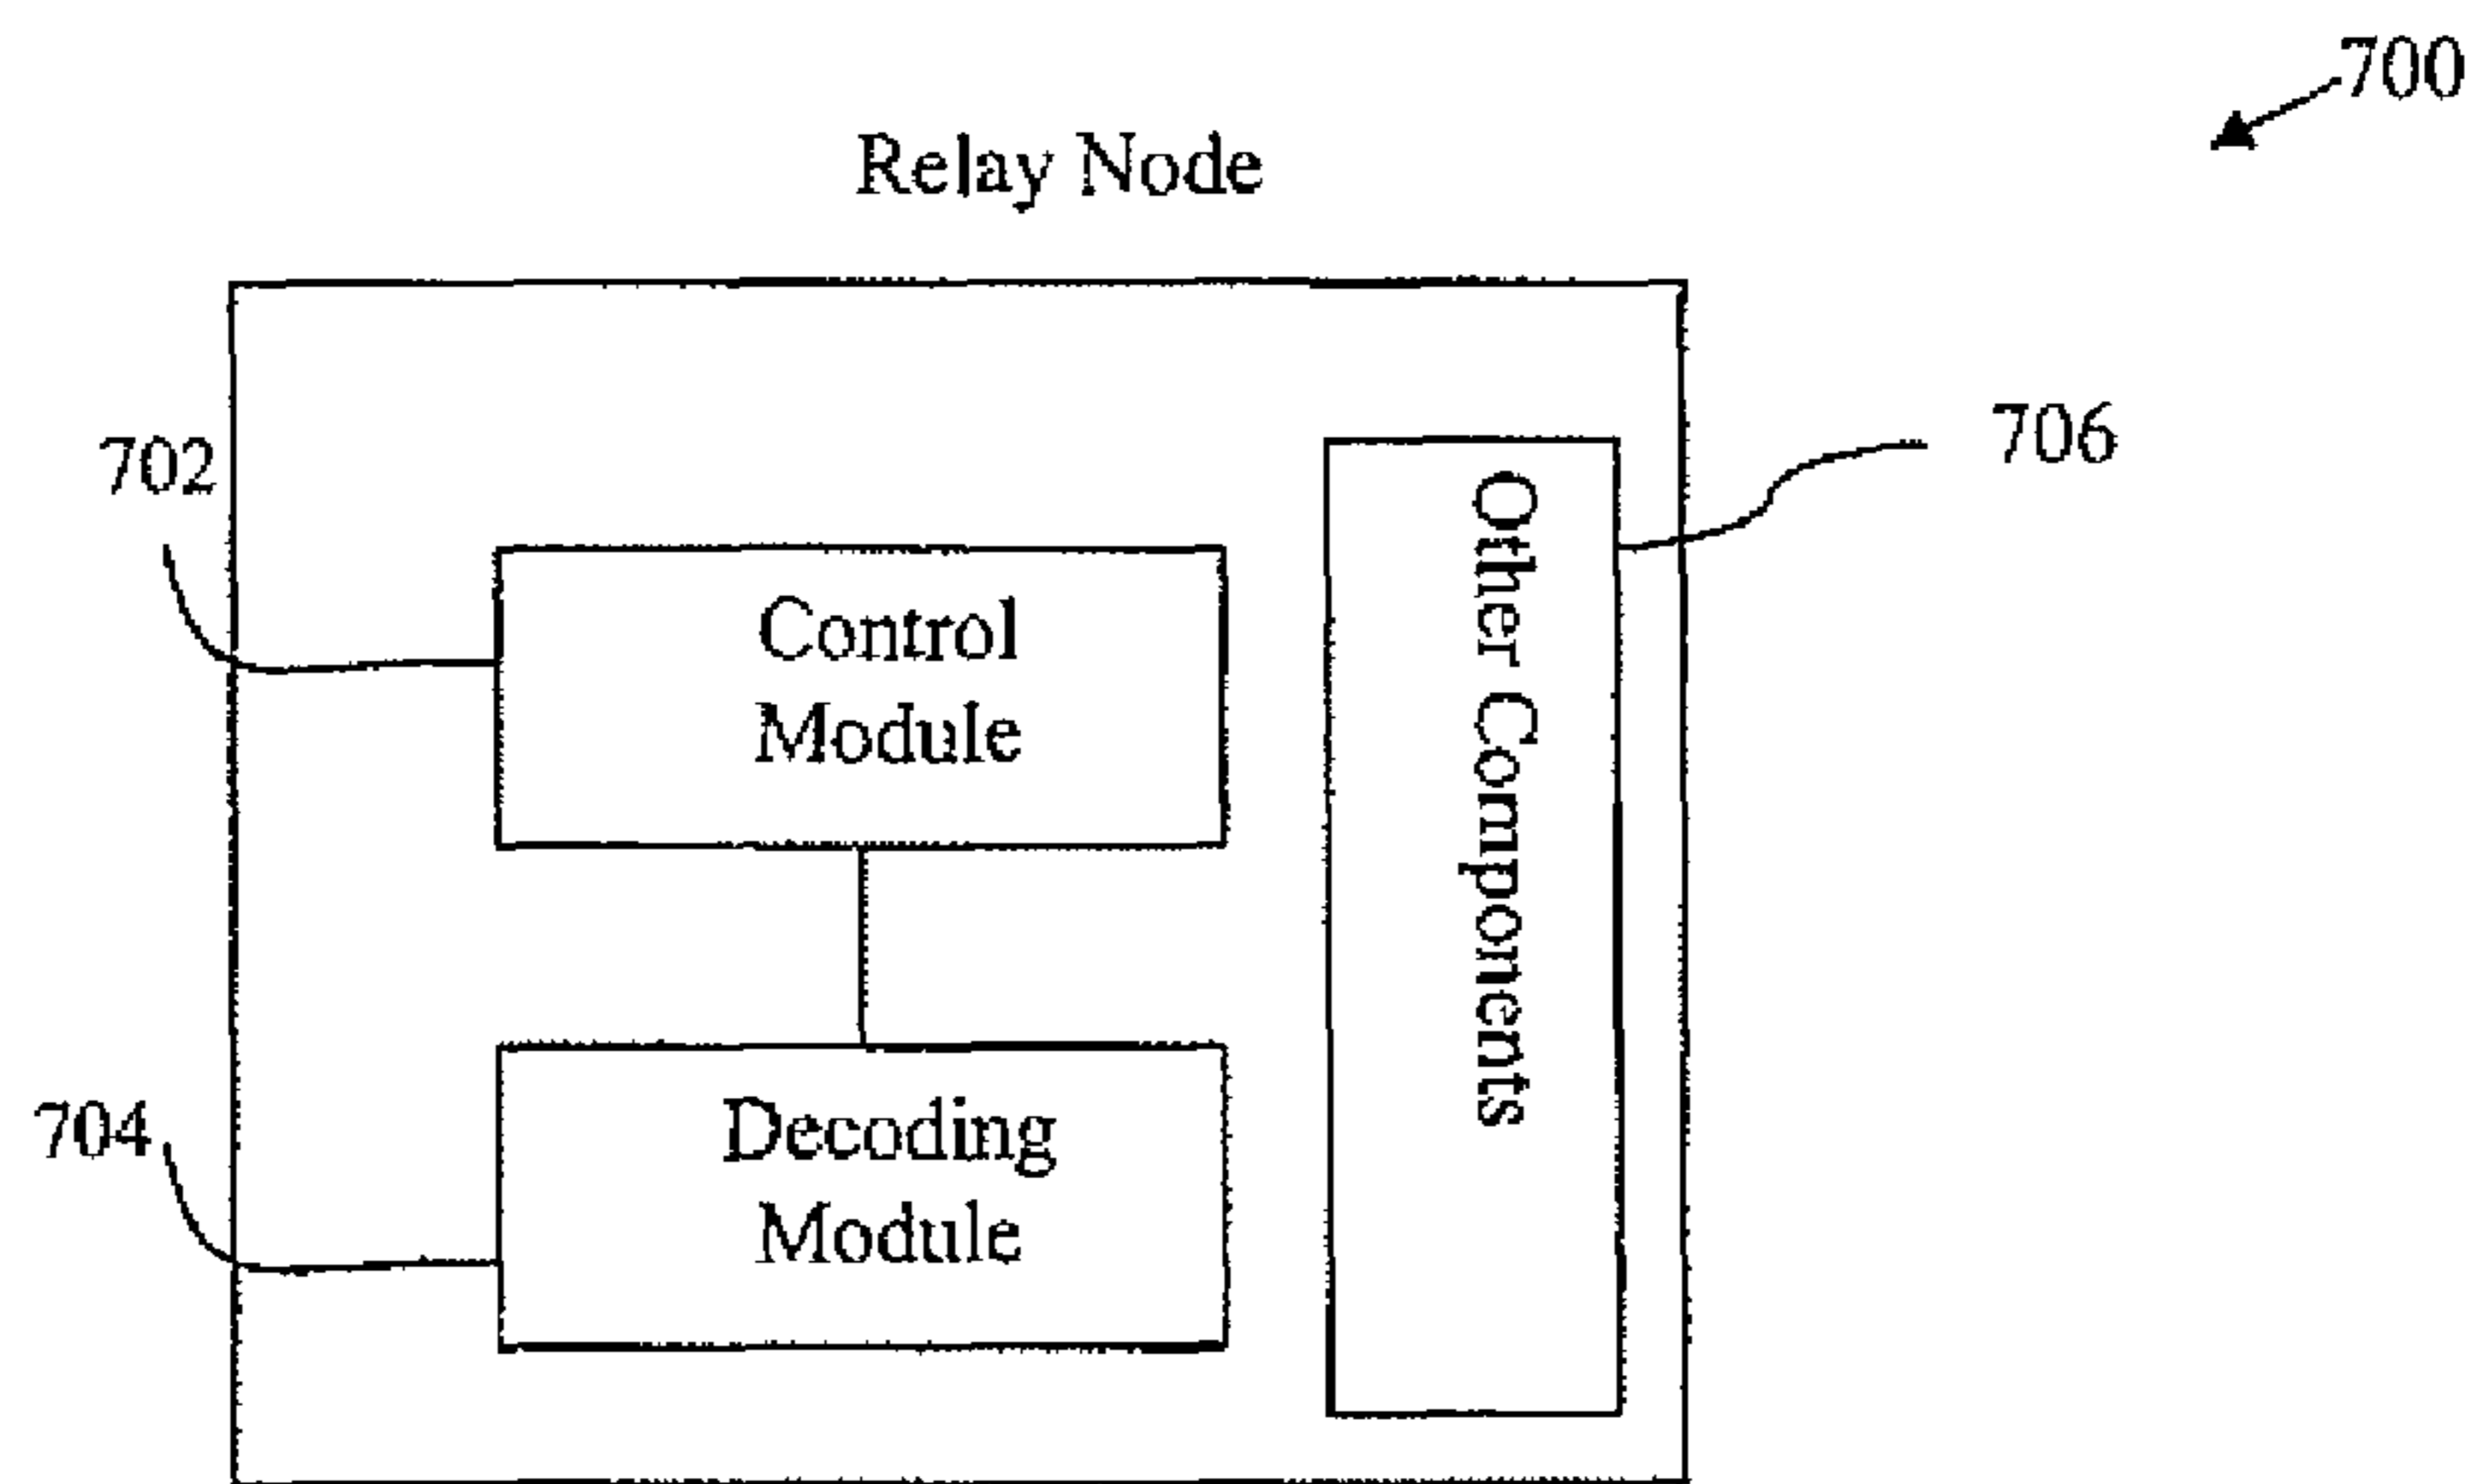 700
Relay Node
702
706
Control
Module
Other Components
704
Decoding
Module